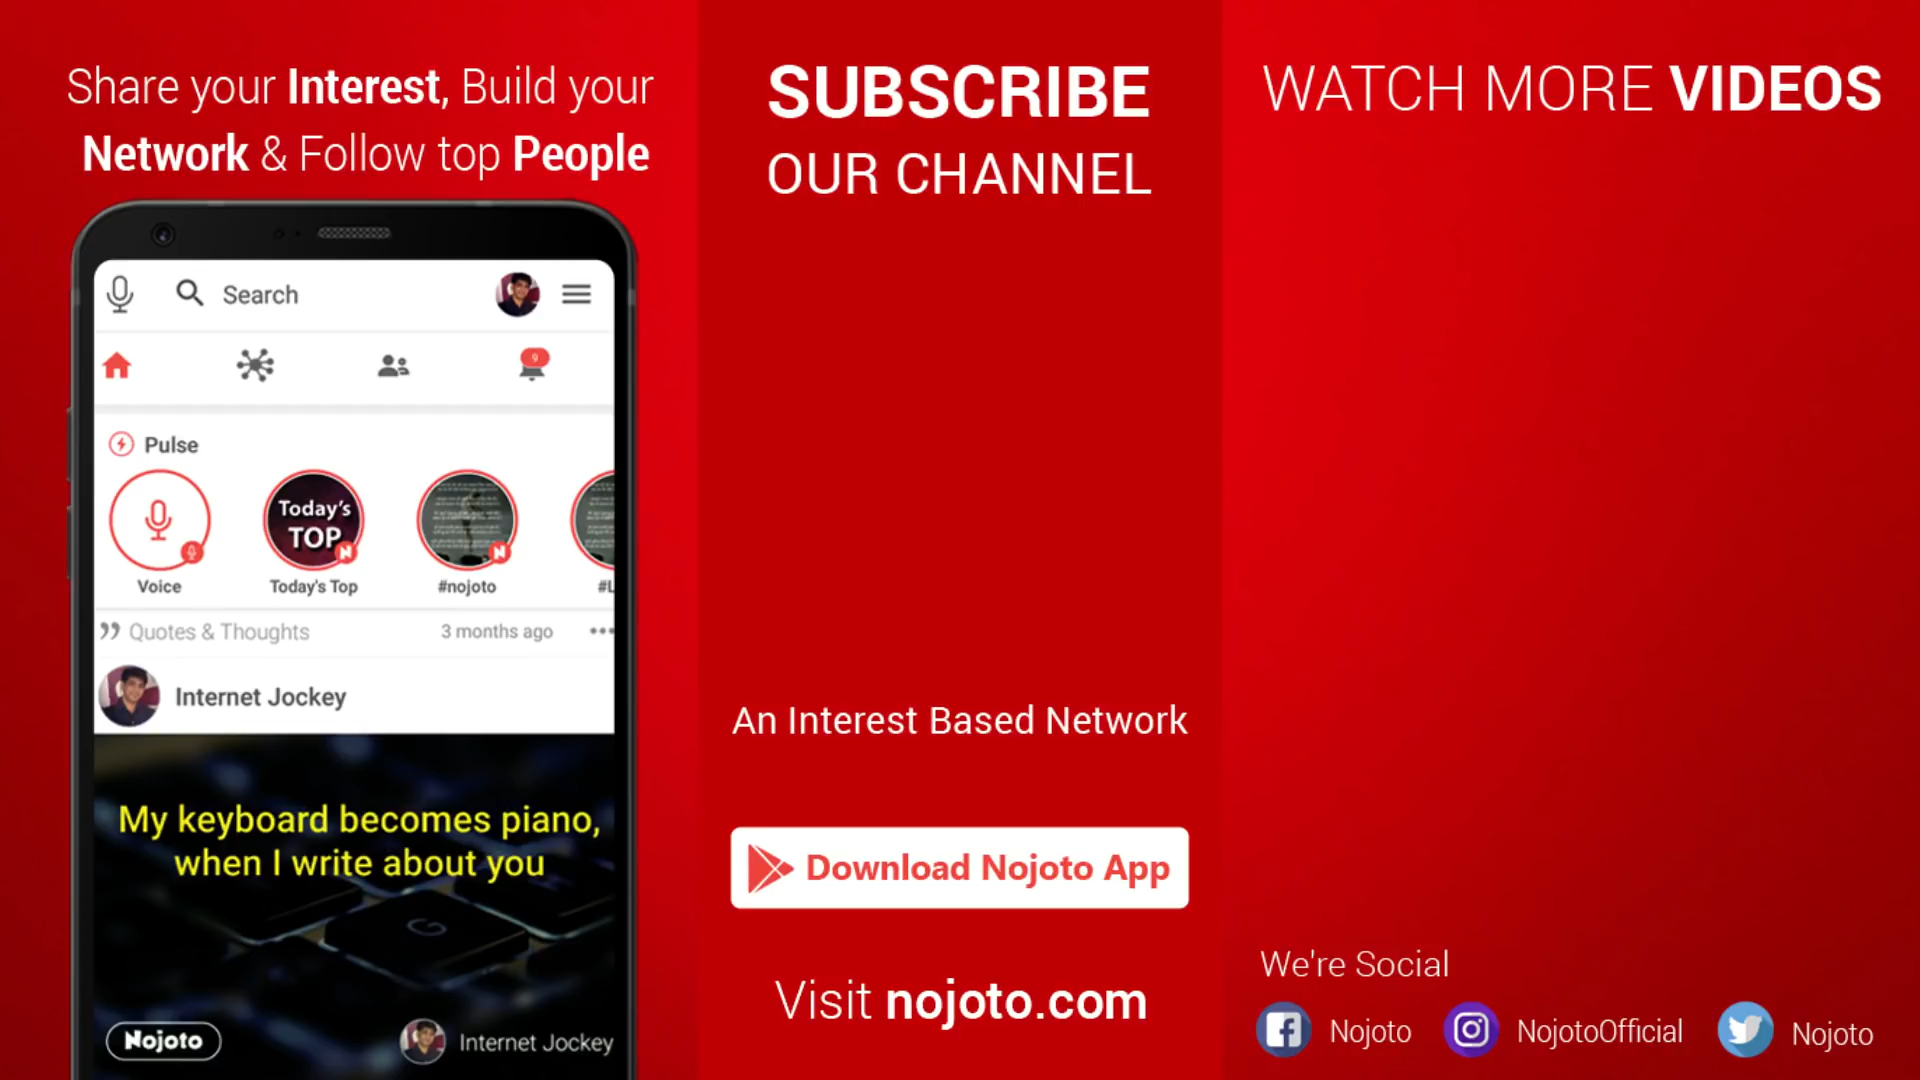 Share your Interest, Build your
Network & Follow top People
Search
9
Pulse
Today's
TOP
Voice
Today's Top
#nojoto
#L
Quotes & Thoughts
3 months ago
Internet Jockey
My keyboard becomes piano,
when I write about you
G
Nojoto
Internet Jockey
SUBSCRIBE
OUR CHANNEL
An Interest Based Network
Download Nojoto App
Visit nojoto.com
WATCH MORE VIDEOS
We're Social
Nojoto
NojotoOfficial
Nojoto